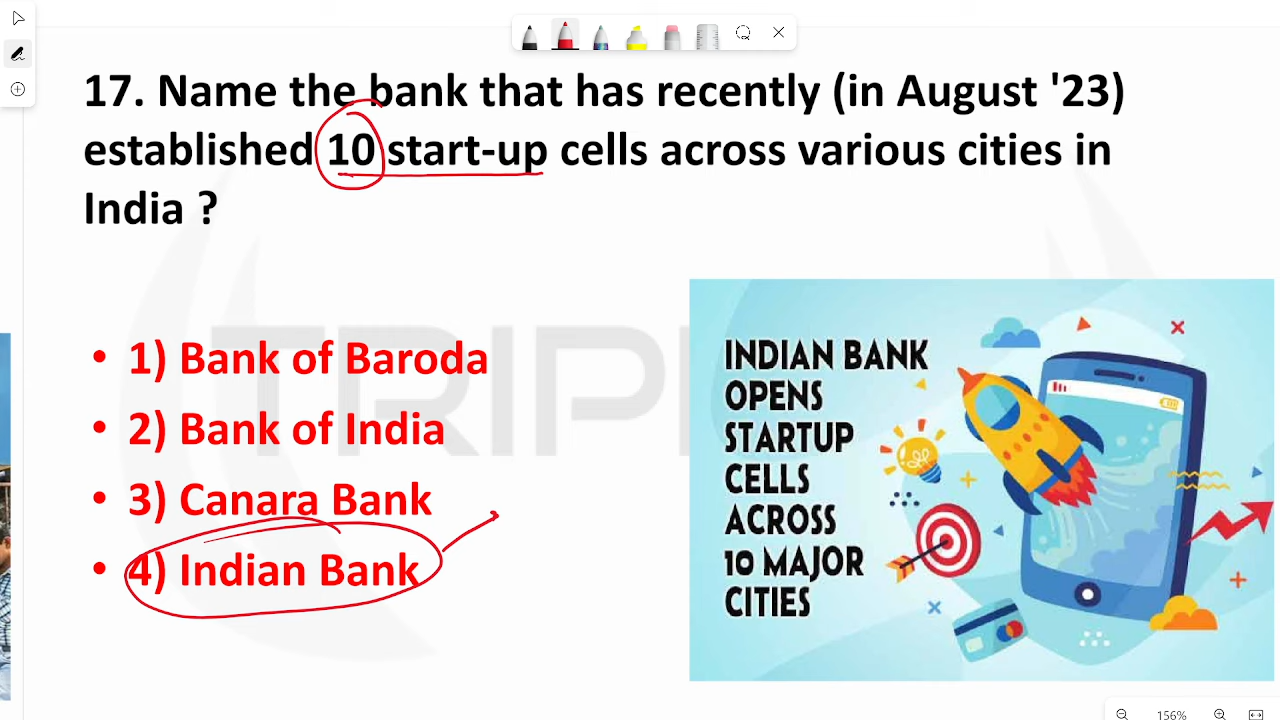 17. Name the bank that has recently (in August '23)
established 10 start-up cells across various cities in
India ?
• 1) Bank of Baroda
• 2) Bank of India
• 3) Canara Bank
• 4) Indian Bank
INDIAN BANK
OPENS
STARTUP
CELLS
ACROSS
10 MAJOR
CITIES
156%